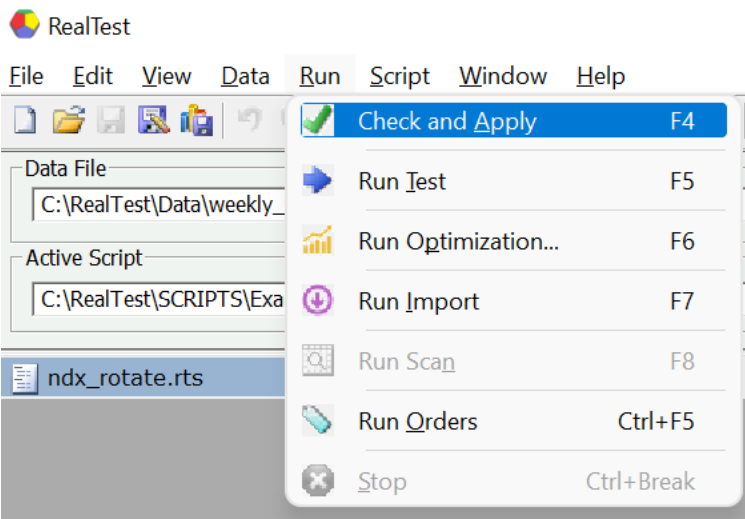 RealTest
File Edit View Data Run Script Window Help
Check and Apply F4
Data File
Run Test F5
C:\RealTest\Data\weekly_
Run Optimization... F6
Active Script
Run Import F7
C:\RealTest\SCRIPTS\Exa
Run Scan F8
ndx_rotate.rts
Run Orders Ctrl+F5
Stop Ctrl+Break